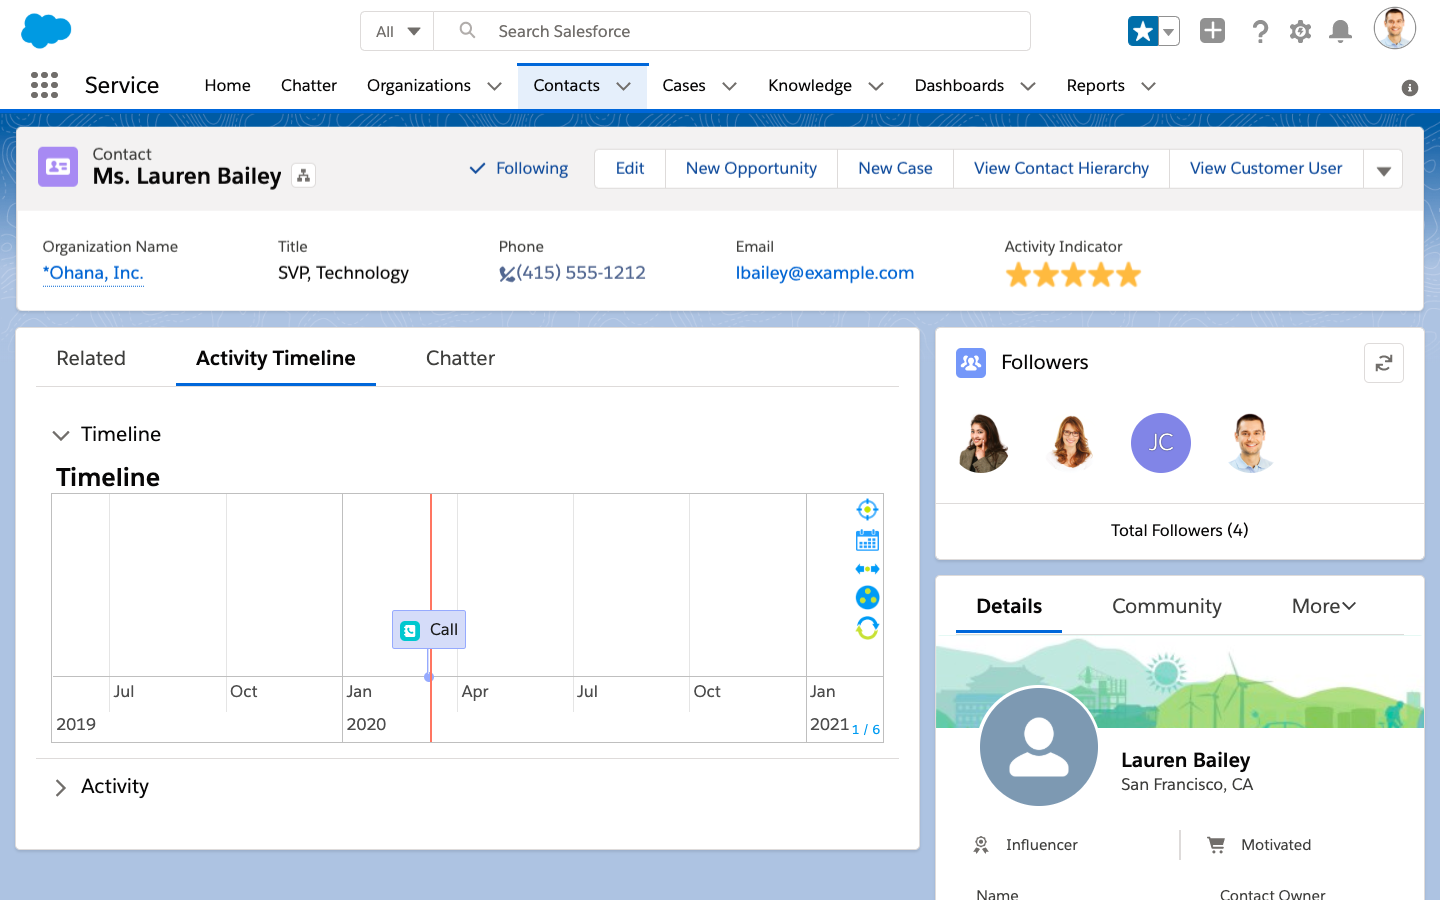 All
Search Salesforce
Service
Home
Chatter
Organizations
Contacts
Cases
Knowledge
Dashboards
Reports
Contact
Ms. Lauren Bailey
Following
Edit
New Opportunity
New Case
View Contact Hierarchy
View Customer User
Organization Name
Title
Phone
Email
Activity Indicator
*Ohana, Inc.
SVP, Technology
(415) 555-1212
lbailey@example.com
Related
Activity Timeline
Chatter
Timeline
Timeline
Call
Jul
Oct
Jan
Apr
Jul
Oct
Jan
2019
2020
2021
1 / 6
Activity
Followers
JC
Total Followers (4)
Details
Community
More
Lauren Bailey
San Francisco, CA
Influencer
Motivated
Name
Contact Owner